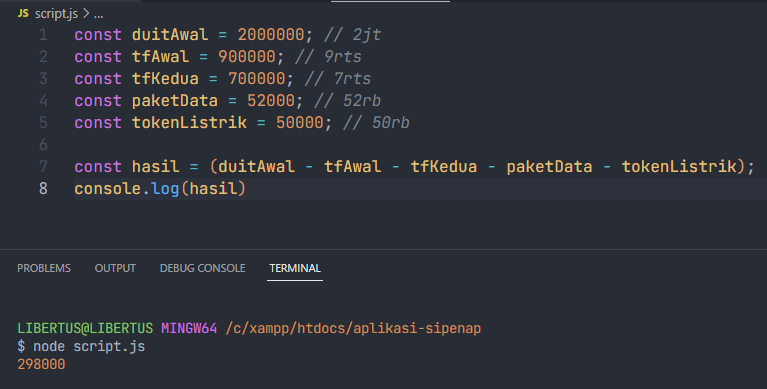 JS script.js > ...
1 const duitAwal = 2000000; // 2jt
2 const tfAwal = 900000; // 9rts
3 const tfKedua = 700000; // 7rts
4 const paketData = 52000; // 52rb
5 const tokenListrik = 50000; // 50rb
6
7 const hasil = (duitAwal - tfAwal - tfKedua - paketData - tokenListrik);
8 console.log(hasil)
PROBLEMS OUTPUT DEBUG CONSOLE TERMINAL
LIBERTUS@LIBERTUS MINGW64 /c/xampp/htdocs/aplikasi-sipenap
$ node script.js
298000